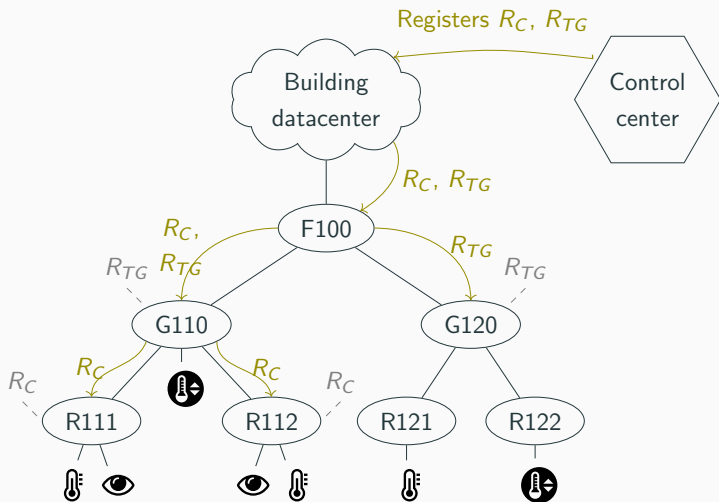 Registers R_C, R_TG
Building
datacenter
Control
center
R_C, R_TG
F100
R_C,
R_TG
R_TG
R_TG
R_TG
G110
G120
R_C
R_C
R_C
R_C
R111
R112
R121
R122